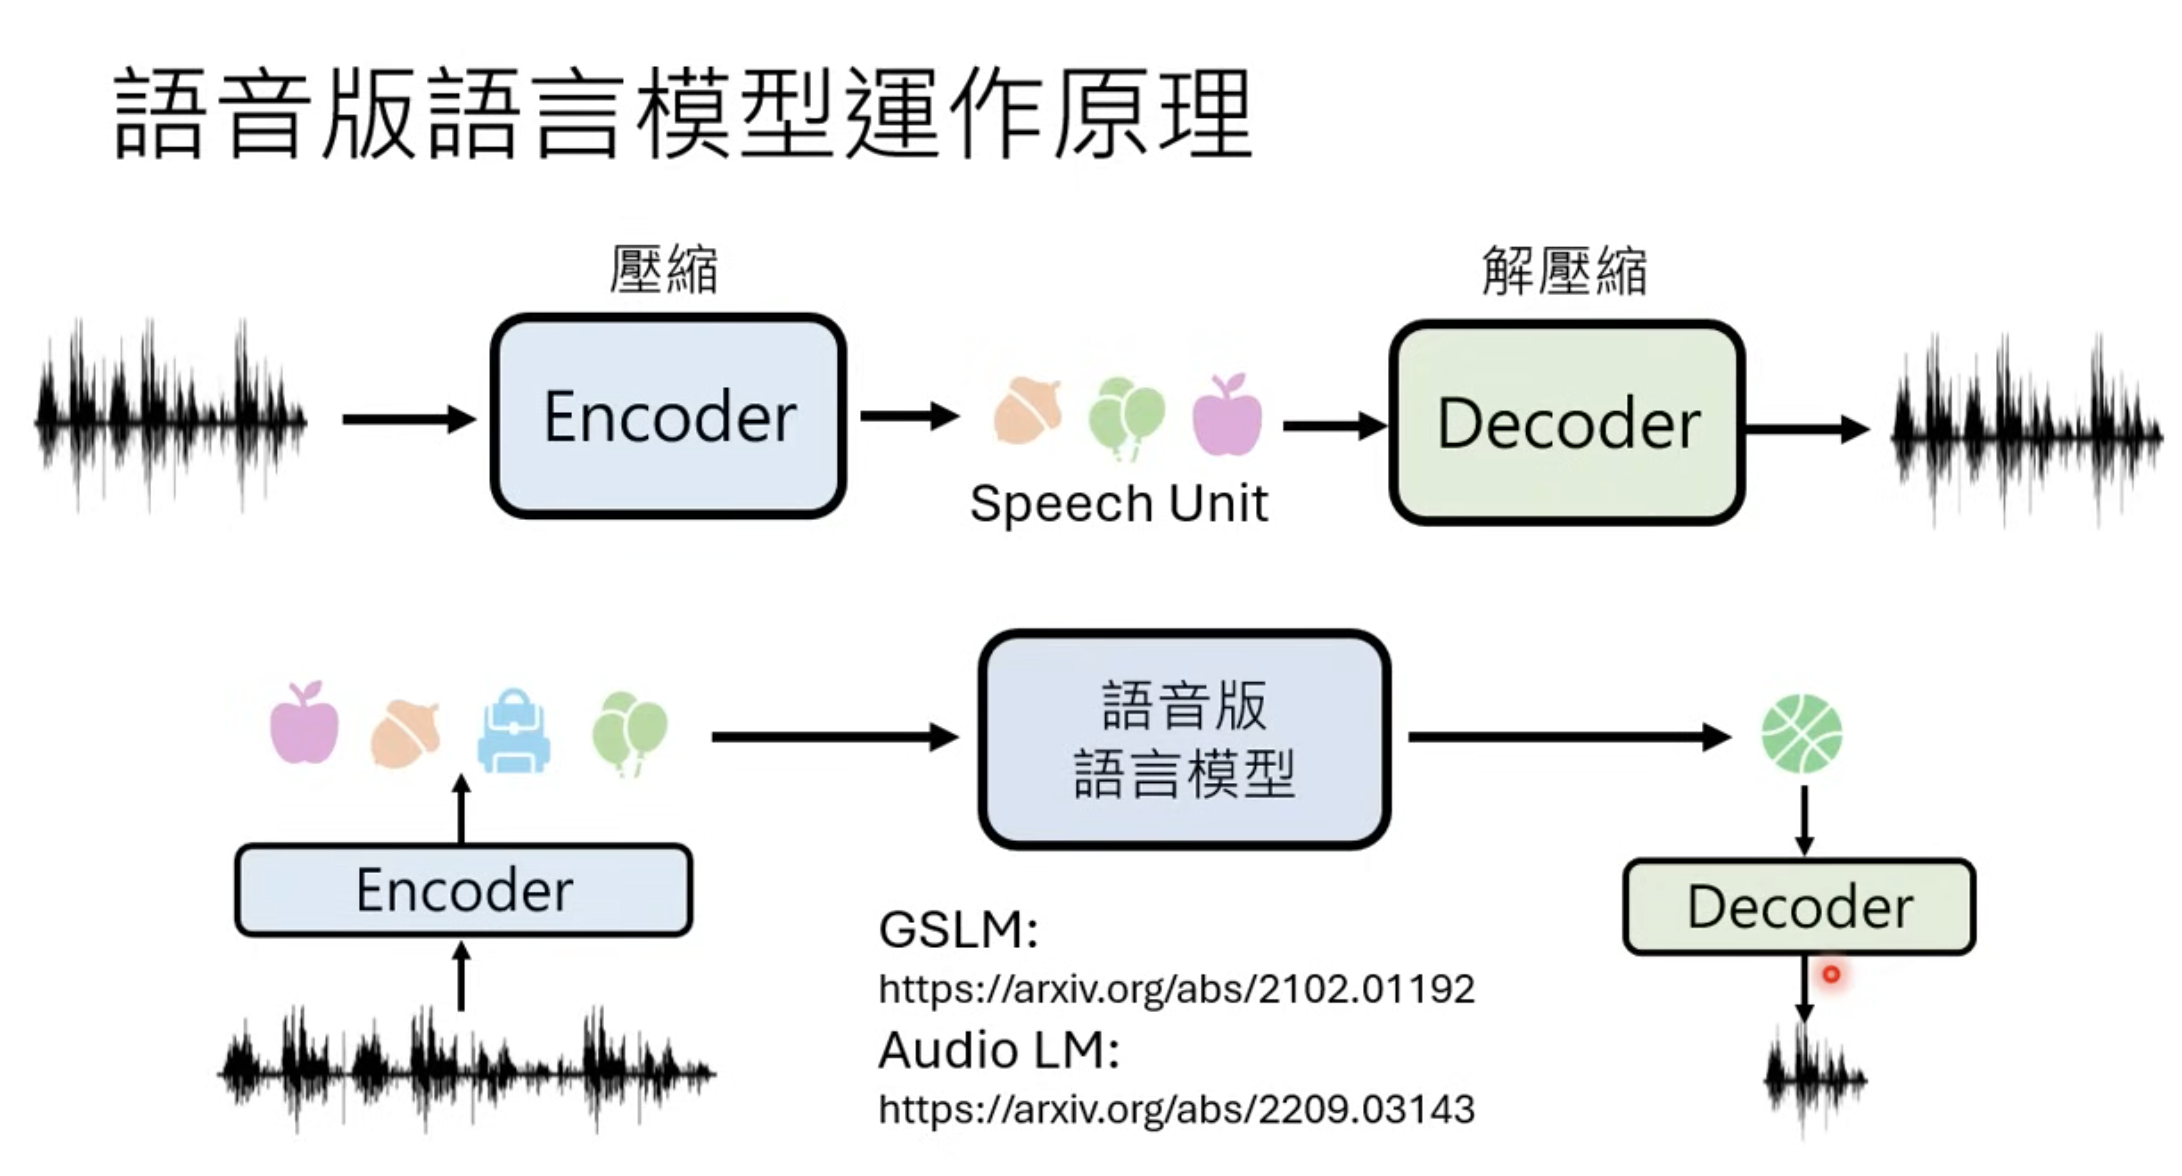 語音版語言模型運作原理
壓縮
解壓縮
Encoder
Decoder
Speech Unit
語音版
語言模型
Encoder
Decoder
GSLM:
https://arxiv.org/abs/2102.01192
Audio LM:
https://arxiv.org/abs/2209.03143